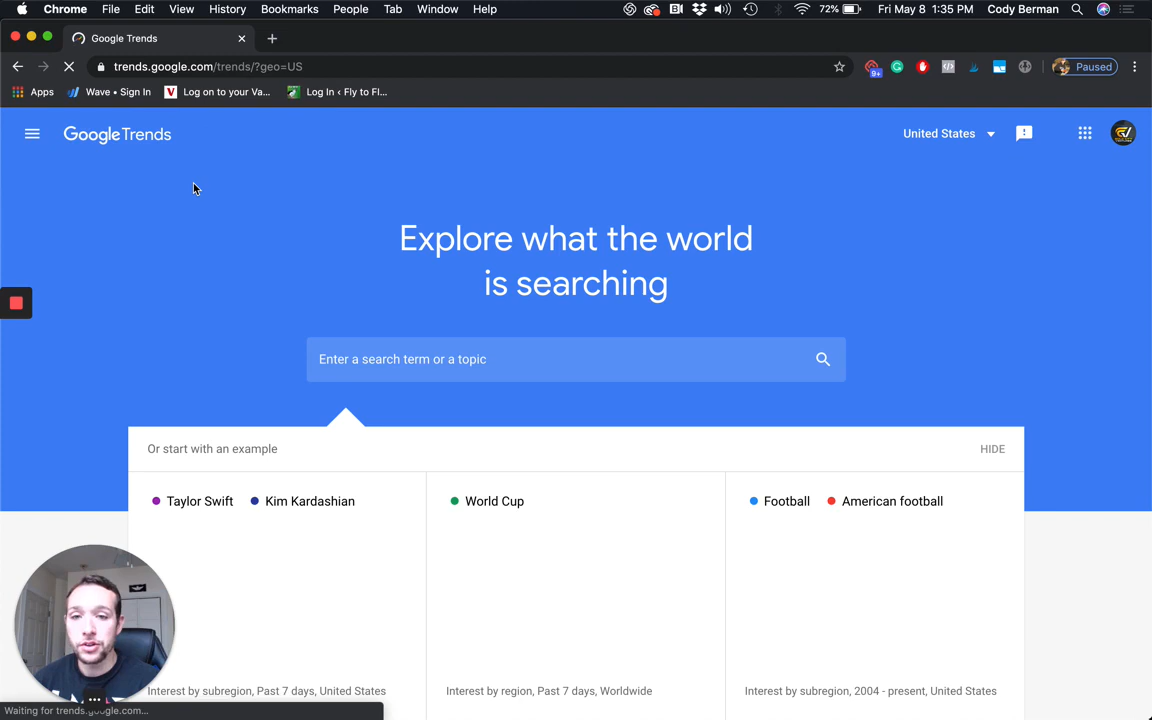 Chrome File Edit View History Bookmarks People Tab Window Help 72% Fri May 8 1:35 PM Cody Berman
Google Trends
trends.google.com/trends/?geo=US 9+ Paused
Apps Wave • Sign In Log on to your Va... Log In ‹ Fly to Fl...
Google Trends United States
Explore what the world
is searching
Enter a search term or a topic
Or start with an example HIDE
Taylor Swift Kim Kardashian World Cup Football American football
Interest by subregion, Past 7 days, United States Interest by region, Past 7 days, Worldwide Interest by subregion, 2004 - present, United States
Waiting for trends.google.com...